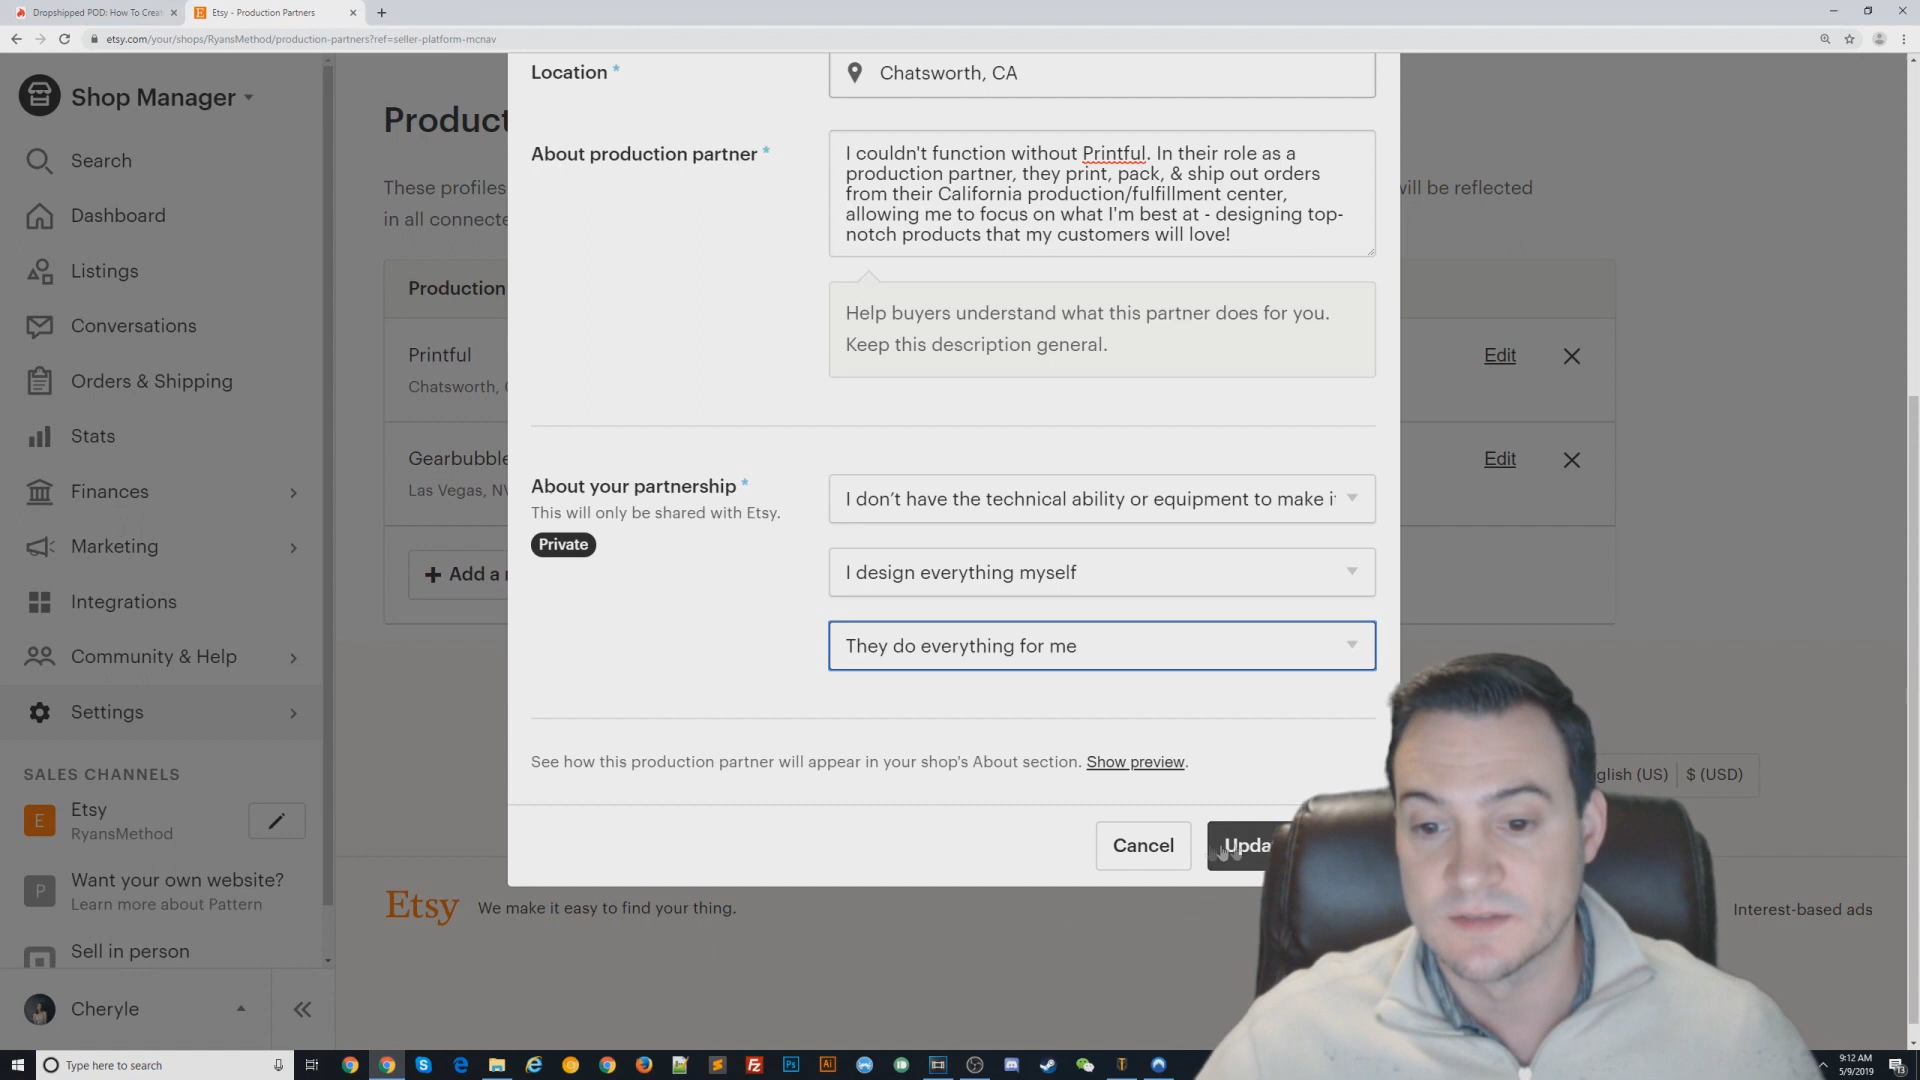 Dropshipped POD: How To Creat
Etsy - Production Partners
etsy.com/your/shops/RyansMethod/production-partners?ref=seller-platform-mcnav
Shop Manager
Search
Dashboard
Listings
Conversations
Orders & Shipping
Stats
Finances
Marketing
Integrations
Community & Help
Settings
SALES CHANNELS
E
Etsy
RyansMethod
P
Want your own website?
Learn more about Pattern
Sell in person
Cheryle
Product
These profiles
will be reflected
in all connecte
Production
Printful
Chatsworth,
Edit
Gearbubble
Las Vegas, NV
Edit
+ Add a
Location *
Chatsworth, CA
About production partner *
I couldn't function without Printful. In their role as a
production partner, they print, pack, & ship out orders
from their California production/fulfillment center,
allowing me to focus on what I'm best at - designing top-
notch products that my customers will love!
Help buyers understand what this partner does for you.
Keep this description general.
About your partnership *
This will only be shared with Etsy.
Private
I don't have the technical ability or equipment to make i
I design everything myself
They do everything for me
See how this production partner will appear in your shop's About section. Show preview.
Cancel
Upda
glish (US)
$ (USD)
Etsy
We make it easy to find your thing.
Interest-based ads
Type here to search
9:12 AM
5/9/2019